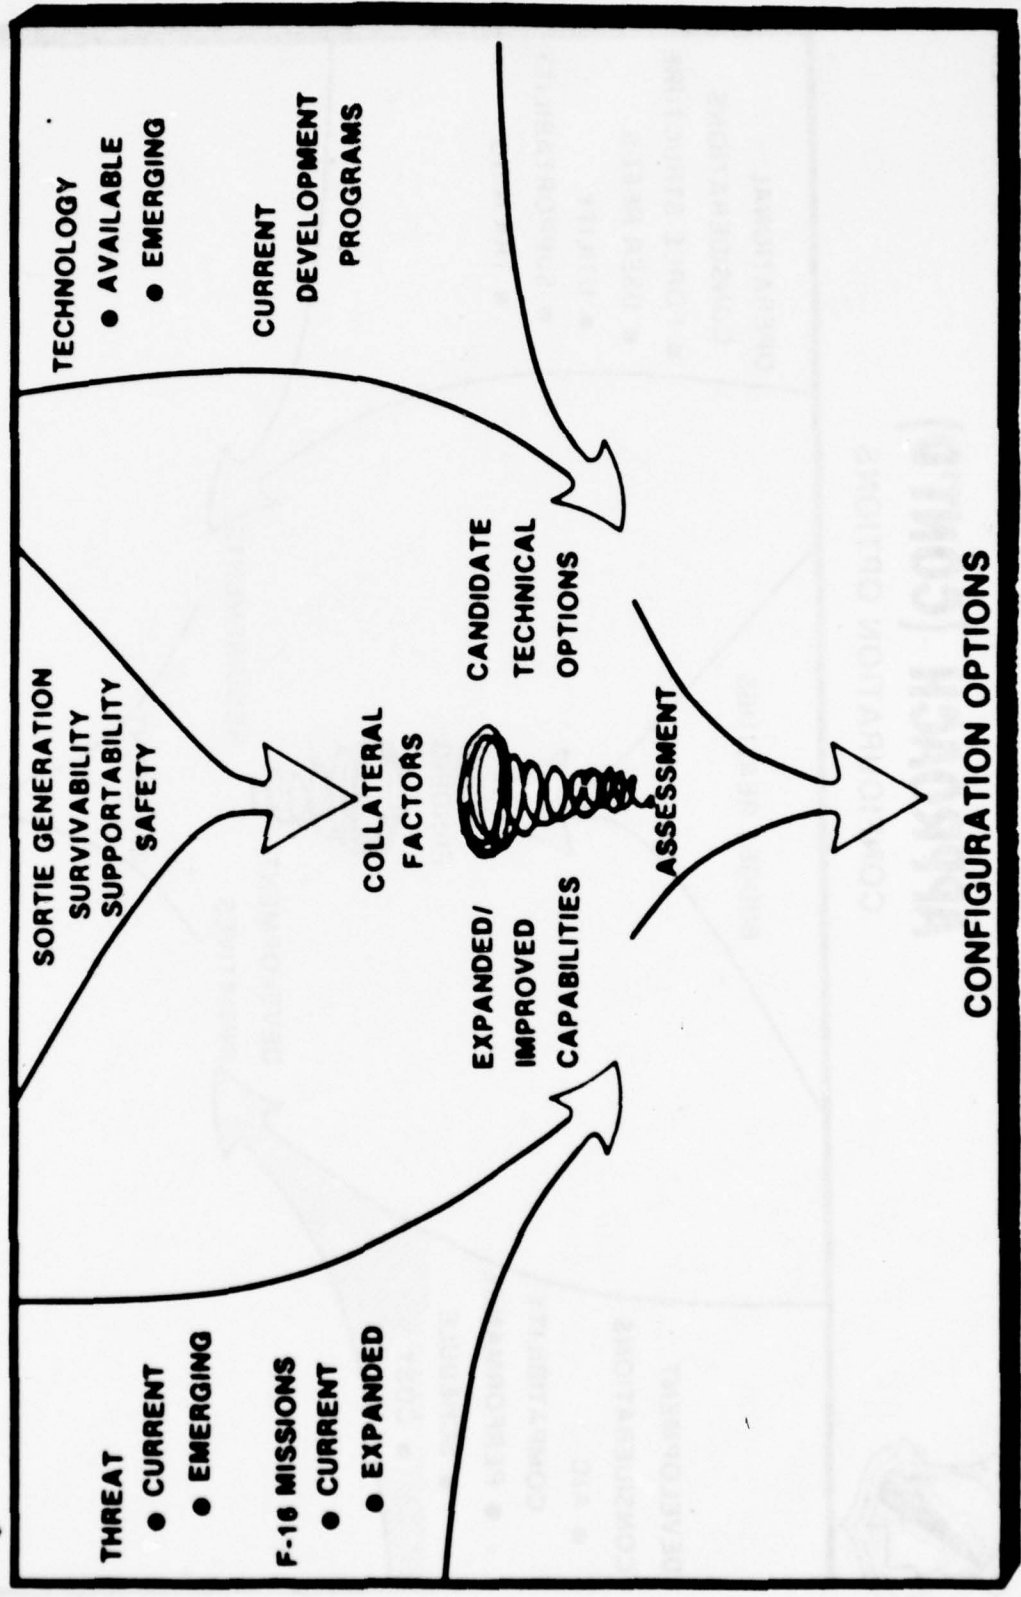 THREAT
● CURRENT
● EMERGING
F-16 MISSIONS
● CURRENT
● EXPANDED
SORTIE GENERATION
SURVIVABILITY
SUPPORTABILITY
SAFETY
TECHNOLOGY
● AVAILABLE
● EMERGING
CURRENT
DEVELOPMENT
PROGRAMS
COLLATERAL
FACTORS
EXPANDED/
IMPROVED
CAPABILITIES
CANDIDATE
TECHNICAL
OPTIONS
ASSESSMENT
CONFIGURATION OPTIONS